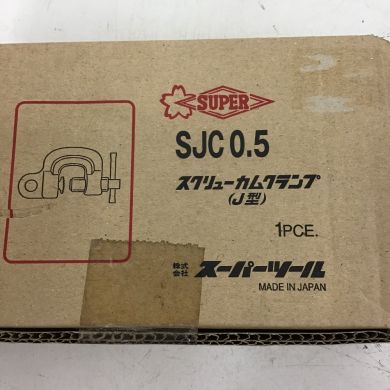 SUPER
SJC 0.5
スクリューカムクランプ
(J型)
1PCE.
株式会社 スーパーツール
MADE IN JAPAN